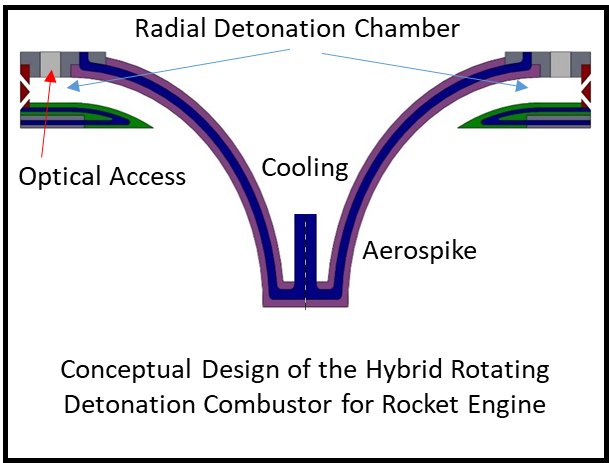 Radial Detonation Chamber
Optical Access
Cooling
Aerospike
Conceptual Design of the Hybrid Rotating
Detonation Combustor for Rocket Engine